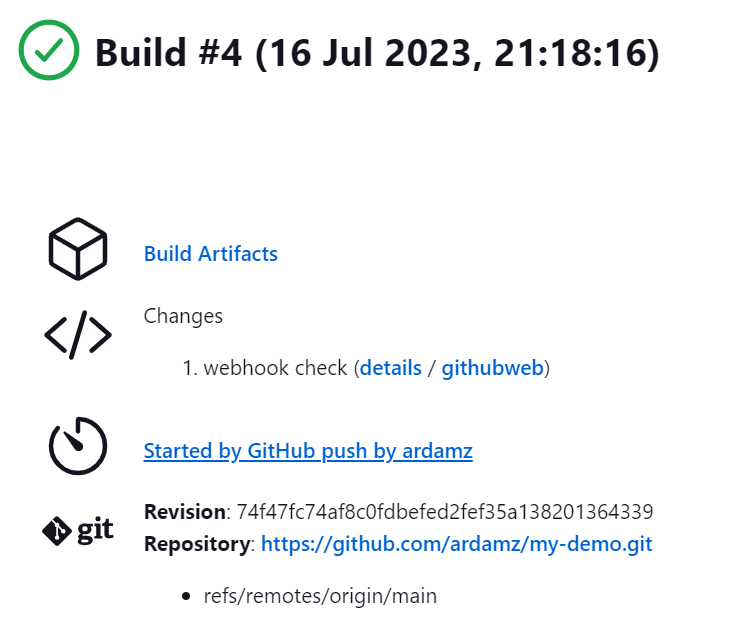 Build #4 (16 Jul 2023, 21:18:16)
Build Artifacts
Changes
1. webhook check (details / githubweb)
Started by GitHub push by ardamz
git
Revision: 74f47fc74af8c0fdbefed2fef35a138201364339
Repository: https://github.com/ardamz/my-demo.git
• refs/remotes/origin/main